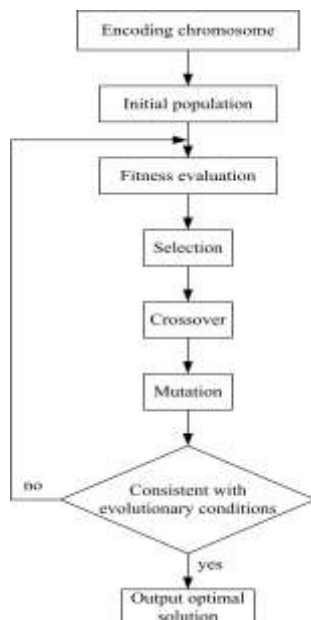 Encoding chromosome
Initial population
Fitness evaluation
Selection
Crossover
Mutation
no
Consistent with
evolutionary conditions
yes
Output optimal
solution